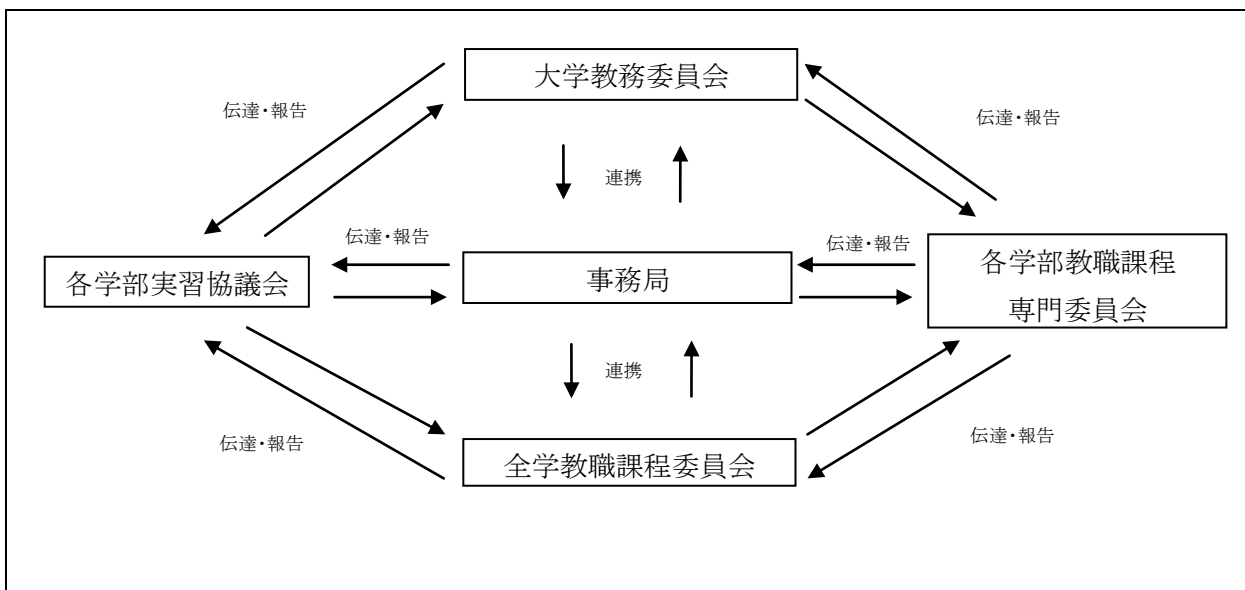 大学教務委員会
伝達・報告
伝達・報告
連携
伝達・報告
伝達・報告
各学部実習協議会
事務局
各学部教職課程
専門委員会
連携
伝達・報告
伝達・報告
全学教職課程委員会